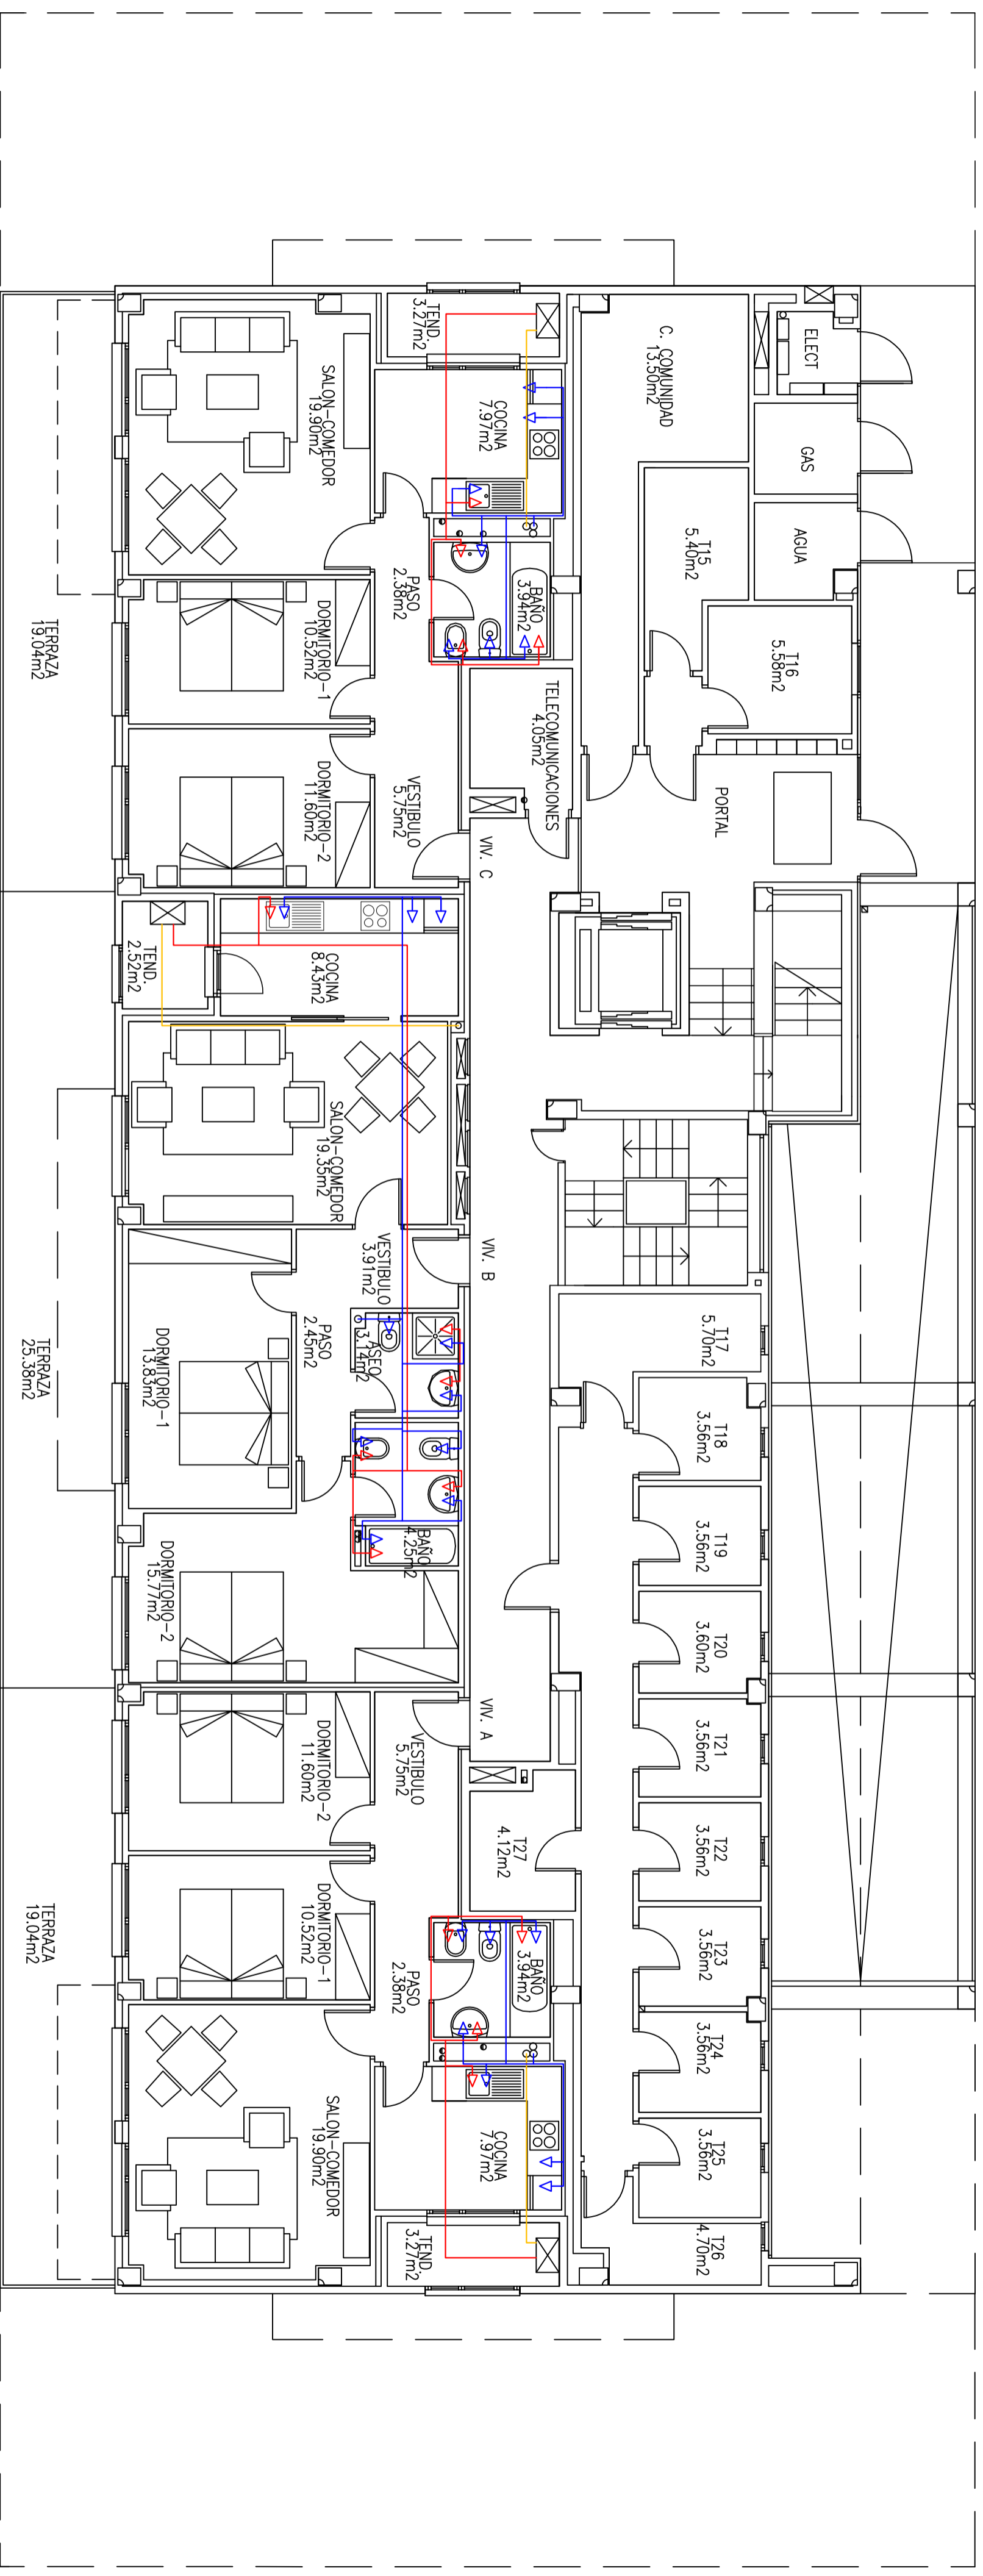 ELECT
GAS
AGUA
C. COMUNIDAD
13.50m2
T15
5.40m2
T16
5.58m2
PORTAL
TEND.
3.27m2
COCINA
7.97m2
SALON-COMEDOR
19.90m2
BAÑO
3.94m2
PASO
2.38m2
DORMITORIO-1
10.52m2
TERRAZA
19.04m2
TELECOMUNICACIONES
4.05m2
VESTIBULO
5.75m2
DORMITORIO-2
11.60m2
VIV. C
COCINA
8.43m2
TEND.
2.52m2
SALON-COMEDOR
19.35m2
VIV. B
VESTIBULO
3.91m2
ASEO
3.14m2
PASO
2.45m2
DORMITORIO-1
13.83m2
TERRAZA
25.38m2
BAÑO
4.25m2
DORMITORIO-2
15.77m2
T17
5.70m2
T18
3.56m2
T19
3.56m2
T20
3.60m2
T21
3.56m2
T22
3.56m2
T23
3.56m2
T24
3.56m2
T25
3.56m2
T26
4.70m2
VIV. A
VESTIBULO
5.75m2
DORMITORIO-2
11.60m2
T27
4.12m2
DORMITORIO-1
10.52m2
BAÑO
3.94m2
PASO
2.38m2
TERRAZA
19.04m2
SALON-COMEDOR
19.90m2
COCINA
7.97m2
TEND.
3.27m2